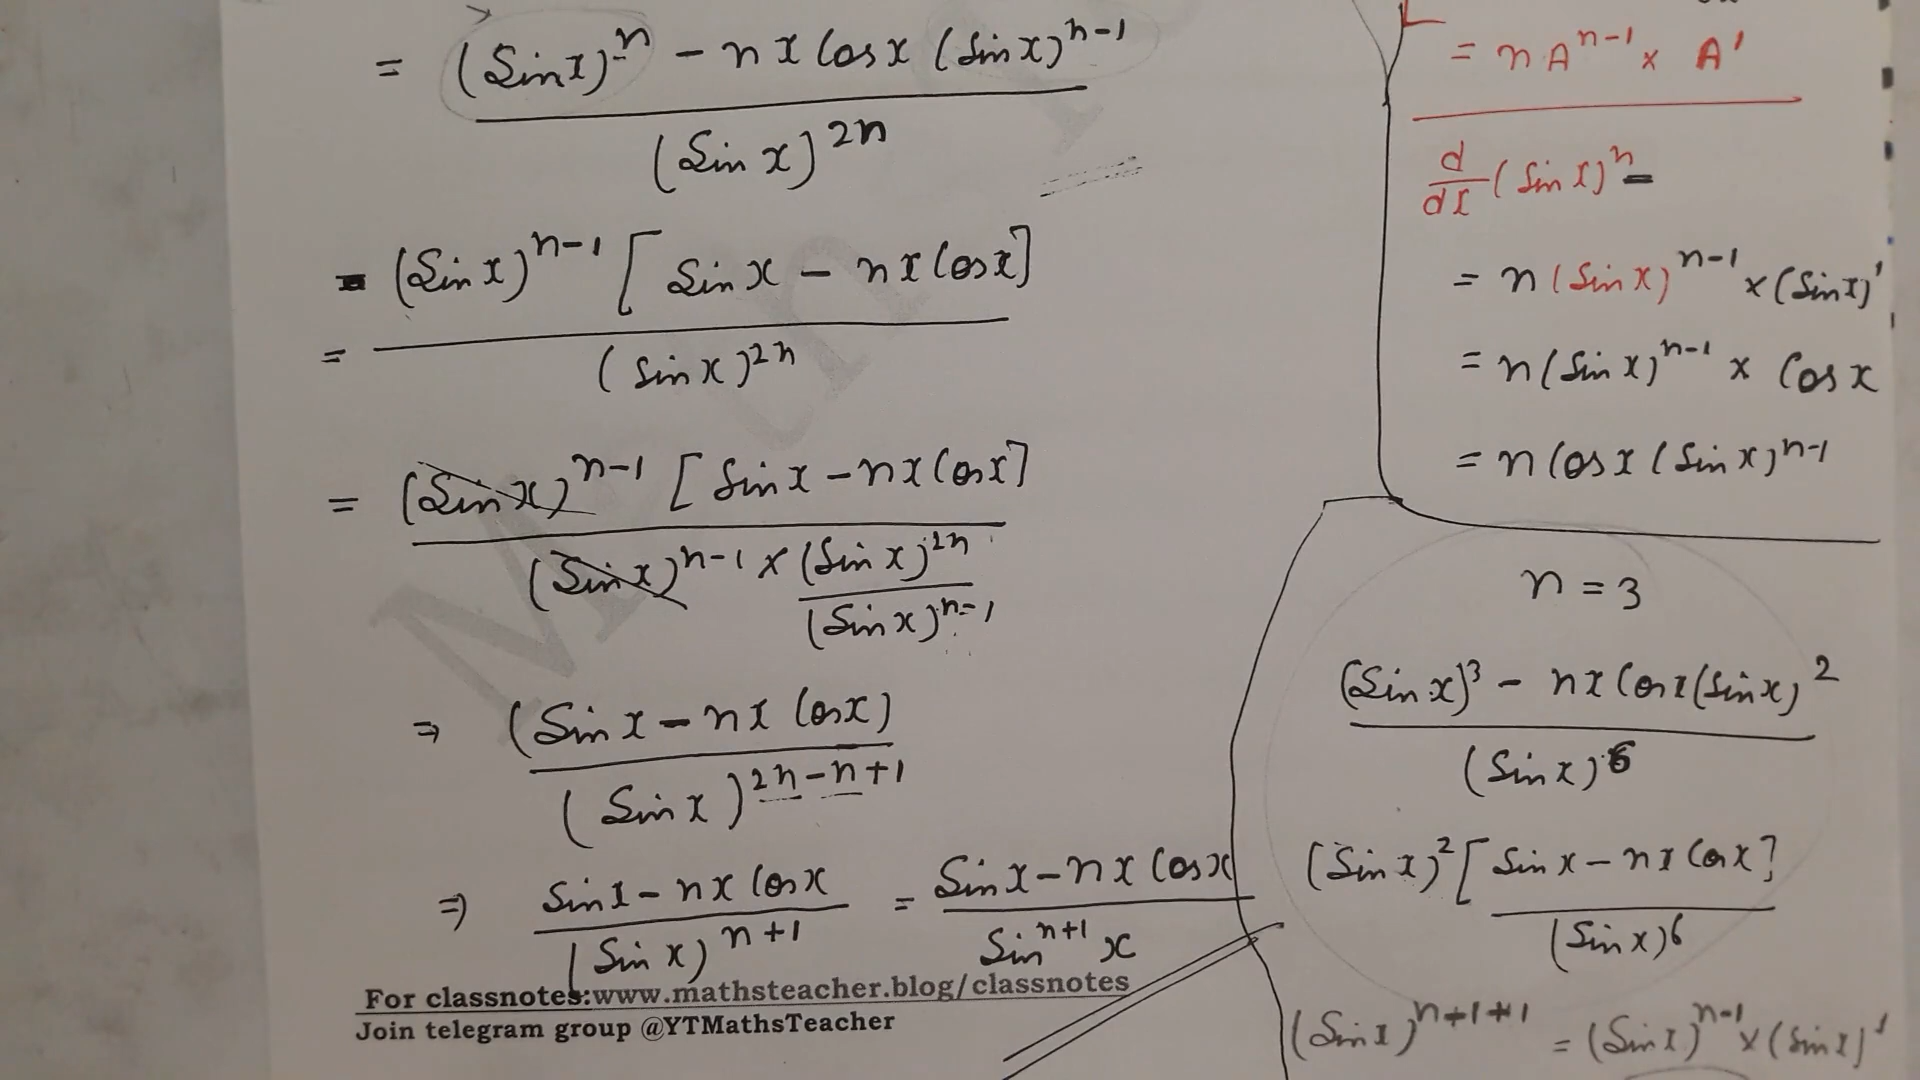 = (Sin x)^n - n x Cos x (Sin x)^{n-1}
(Sin x)^{2n}
= (Sin x)^{n-1} [ Sin x - n x Cos x]
=
(Sin x)^{2n}
= (Sin x)^{n-1} [ Sin x - n x Cos x]
(Sin x)^{n-1} × (Sin x)^{2n}
(Sin x)^{n-1}
⇒ (Sin x - n x Cos x)
(Sin x)^{2n-n+1}
⇒ Sin x - n x Cos x = Sin x - n x Cos x
(Sin x)^{n+1} Sin^{n+1} x
For classnotes:www.mathsteacher.blog/classnotes
Join telegram group @YTMathsTeacher
= n A^{n-1} × A'
d/dx (Sin x)^n =
= n (Sin x)^{n-1} × (Sin x)'
= n (Sin x)^{n-1} × Cos x
= n Cos x (Sin x)^{n-1}
n = 3
(Sin x)^3 - n x Cos x (Sin x)^2
(Sin x)^6
(Sin x)^2 [ Sin x - n x Cos x]
(Sin x)^6
(Sin x)^{n+1+1} = (Sin x)^{n-1} × (Sin x)^1